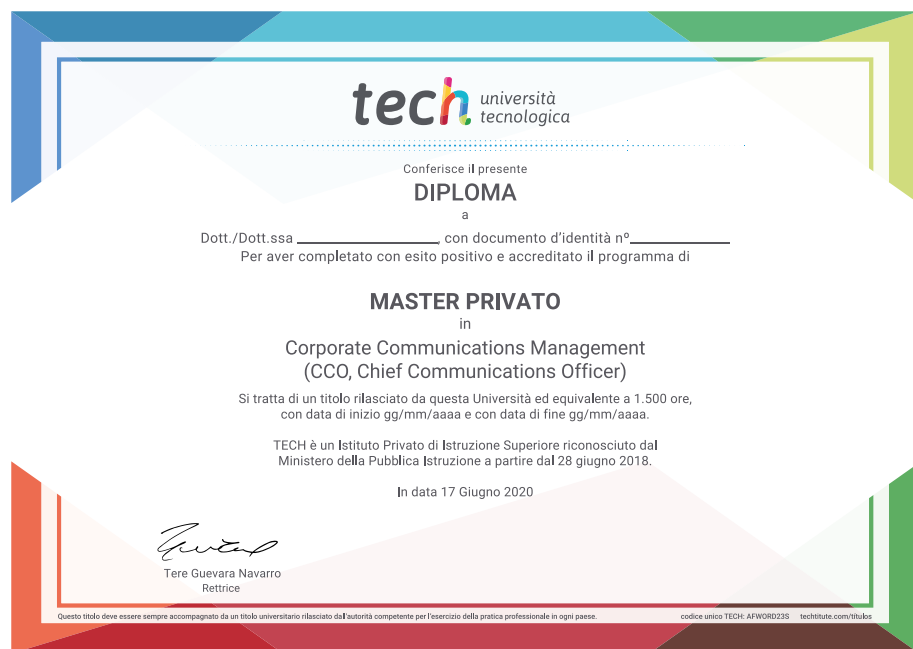 tech università
tecnologica
Conferisce il presente
DIPLOMA
a
Dott./Dott.ssa ____________________, con documento d'identità nº______________
Per aver completato con esito positivo e accreditato il programma di
MASTER PRIVATO
in
Corporate Communications Management
(CCO, Chief Communications Officer)
Si tratta di un titolo rilasciato da questa Università ed equivalente a 1.500 ore,
con data di inizio gg/mm/aaaa e con data di fine gg/mm/aaaa.
TECH è un Istituto Privato di Istruzione Superiore riconosciuto dal
Ministero della Pubblica Istruzione a partire dal 28 giugno 2018.
In data 17 Giugno 2020
Tere Guevara Navarro
Rettrice
Questo titolo deve essere sempre accompagnato da un titolo universitario rilasciato dall'autorità competente per l'esercizio della pratica professionale in ogni paese.
codice unico TECH: AFWORD23S techtitute.com/titulos